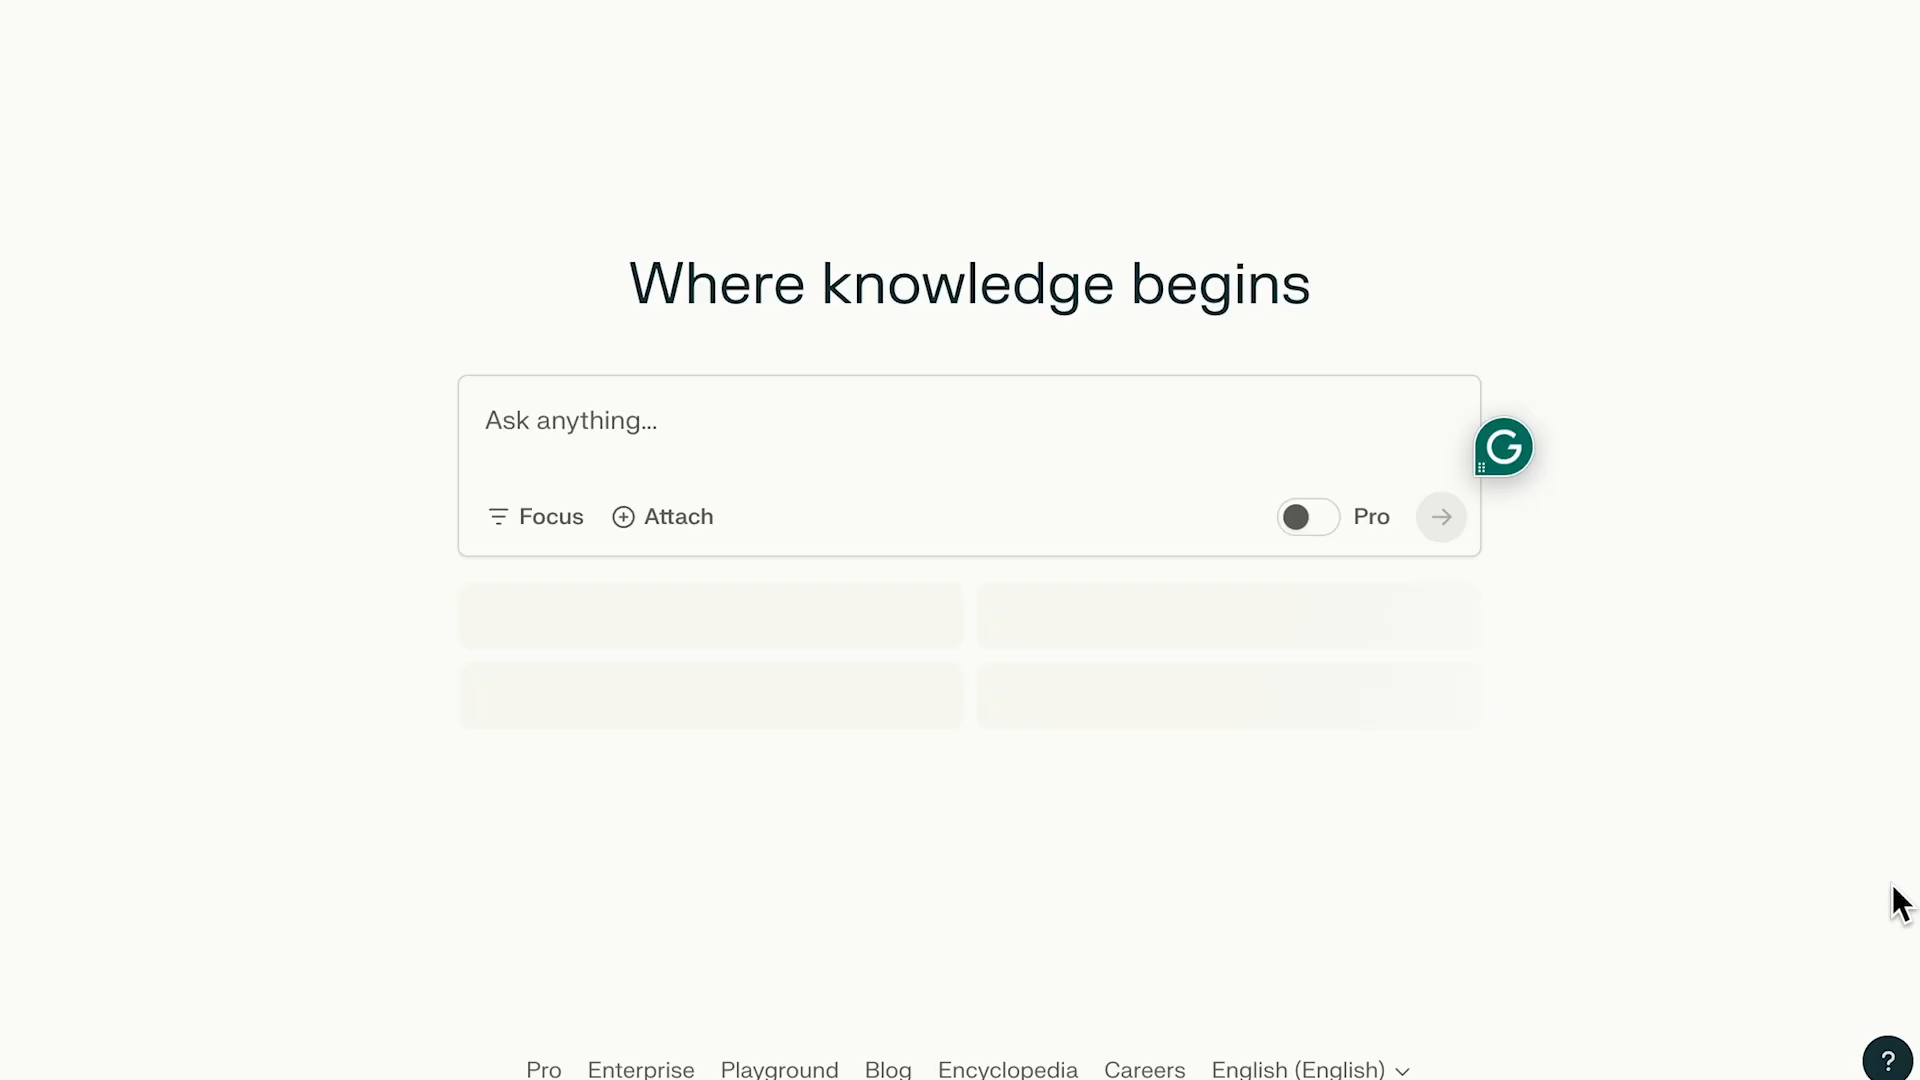 Where knowledge begins
Ask anything...
G
Focus Attach Pro
Pro Enterprise Playground Blog Encyclopedia Careers English (English)
?